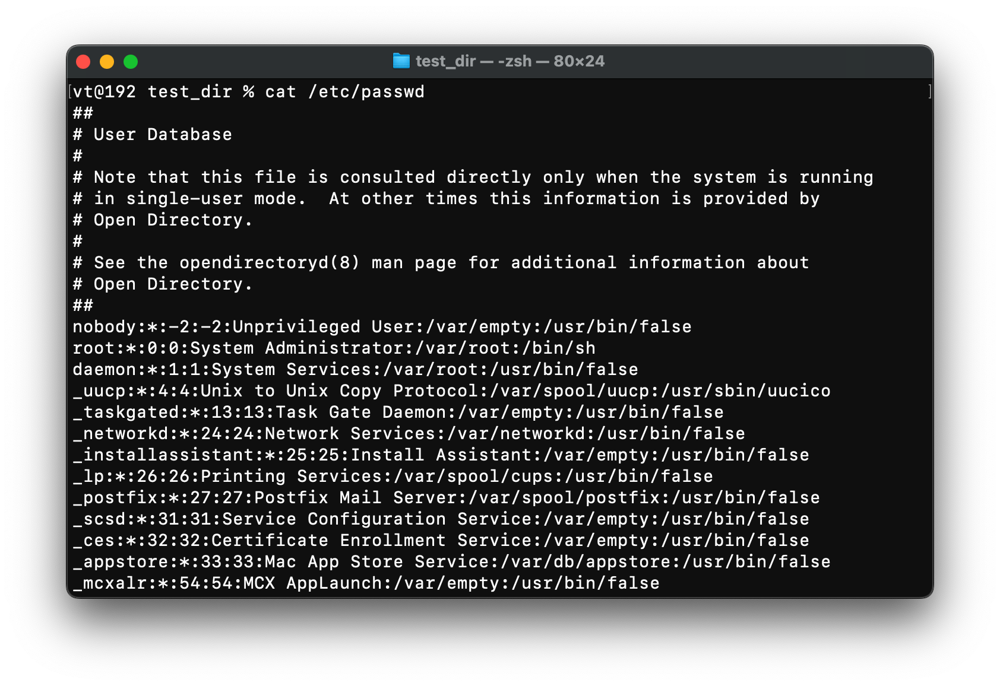 test_dir — -zsh — 80×24
[vt@192 test_dir % cat /etc/passwd ]
##
# User Database
#
# Note that this file is consulted directly only when the system is running
# in single-user mode.  At other times this information is provided by
# Open Directory.
#
# See the opendirectoryd(8) man page for additional information about
# Open Directory.
##
nobody:*:-2:-2:Unprivileged User:/var/empty:/usr/bin/false
root:*:0:0:System Administrator:/var/root:/bin/sh
daemon:*:1:1:System Services:/var/root:/usr/bin/false
_uucp:*:4:4:Unix to Unix Copy Protocol:/var/spool/uucp:/usr/sbin/uucico
_taskgated:*:13:13:Task Gate Daemon:/var/empty:/usr/bin/false
_networkd:*:24:24:Network Services:/var/networkd:/usr/bin/false
_installassistant:*:25:25:Install Assistant:/var/empty:/usr/bin/false
_lp:*:26:26:Printing Services:/var/spool/cups:/usr/bin/false
_postfix:*:27:27:Postfix Mail Server:/var/spool/postfix:/usr/bin/false
_scsd:*:31:31:Service Configuration Service:/var/empty:/usr/bin/false
_ces:*:32:32:Certificate Enrollment Service:/var/empty:/usr/bin/false
_appstore:*:33:33:Mac App Store Service:/var/db/appstore:/usr/bin/false
_mcxalr:*:54:54:MCX AppLaunch:/var/empty:/usr/bin/false